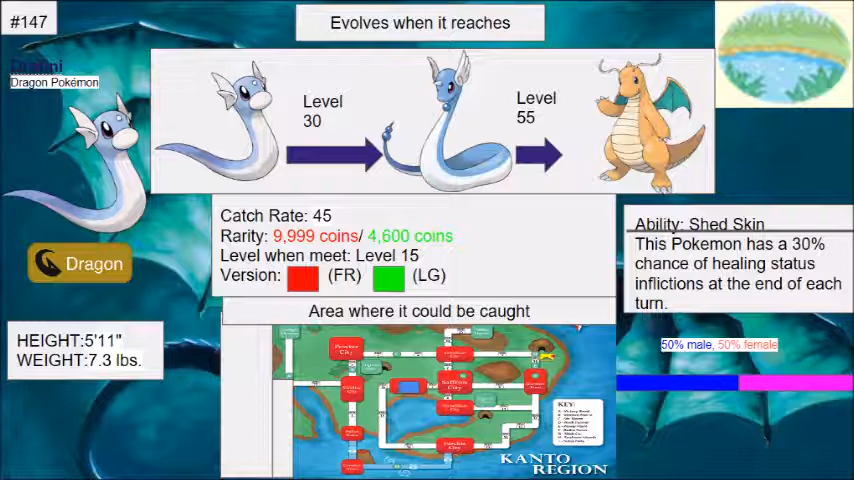 #147
Evolves when it reaches
Dratini
Dragon Pokémon
Level
30
Level
55
Catch Rate: 45
Rarity: 9,999 coins/ 4,600 coins
Level when meet: Level 15
Version: (FR) (LG)
Ability: Shed Skin
This Pokemon has a 30%
chance of healing status
inflictions at the end of each
turn.
Dragon
Area where it could be caught
HEIGHT:5'11"
WEIGHT:7.3 lbs.
50% male, 50% female
Saffron
City
KEY:
KANTO
REGION